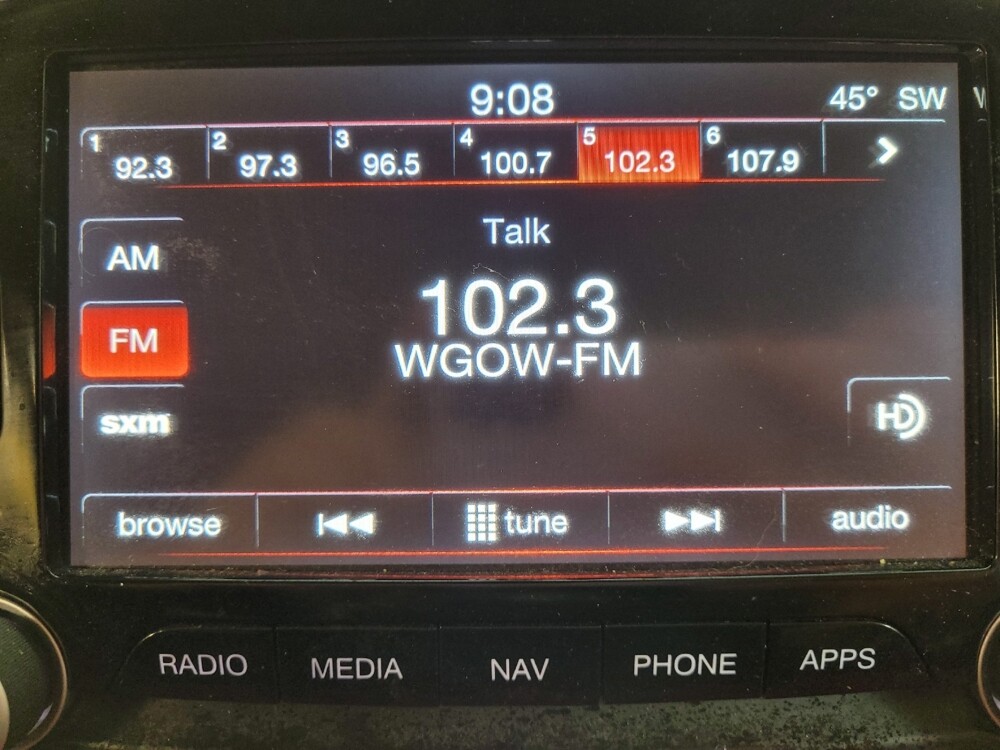 9:08 45° SW
1 92.3 2 97.3 3 96.5 4 100.7 5 102.3 6 107.9
Talk
AM
102.3
FM
WGOW-FM
sxm
HD
browse tune audio
RADIO MEDIA NAV PHONE APPS